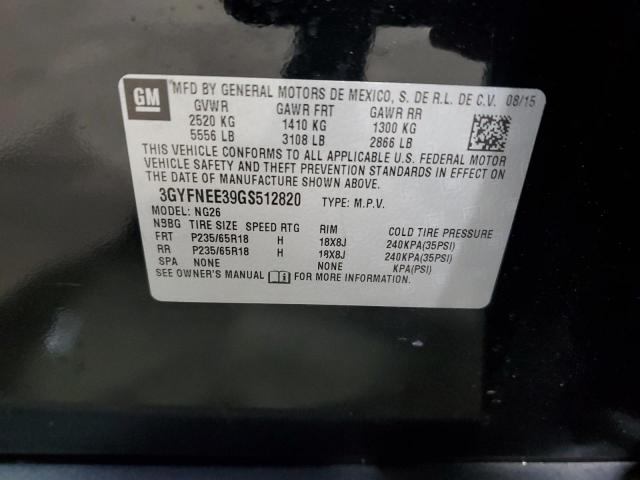 GM
MFD BY GENERAL MOTORS DE MEXICO, S. DE R.L. DE C.V. 08/15
GVWR GAWR FRT GAWR RR
2520 KG 1410 KG 1300 KG
5556 LB 3108 LB 2866 LB
THIS VEHICLE CONFORMS TO ALL APPLICABLE U.S. FEDERAL MOTOR
VEHICLE SAFETY AND THEFT PREVENTION STANDARDS IN EFFECT ON
THE DATE OF MANUFACTURE SHOWN ABOVE.
3GYFNEE39GS512820 TYPE: M.P.V.
MODEL: NG26
N3BG TIRE SIZE SPEED RTG RIM COLD TIRE PRESSURE
FRT P235/65R18 H 18X8J 240KPA(35PSI)
RR P235/65R18 H 18X8J 240KPA(35PSI)
SPA NONE NONE KPA(PSI)
SEE OWNER'S MANUAL FOR MORE INFORMATION.